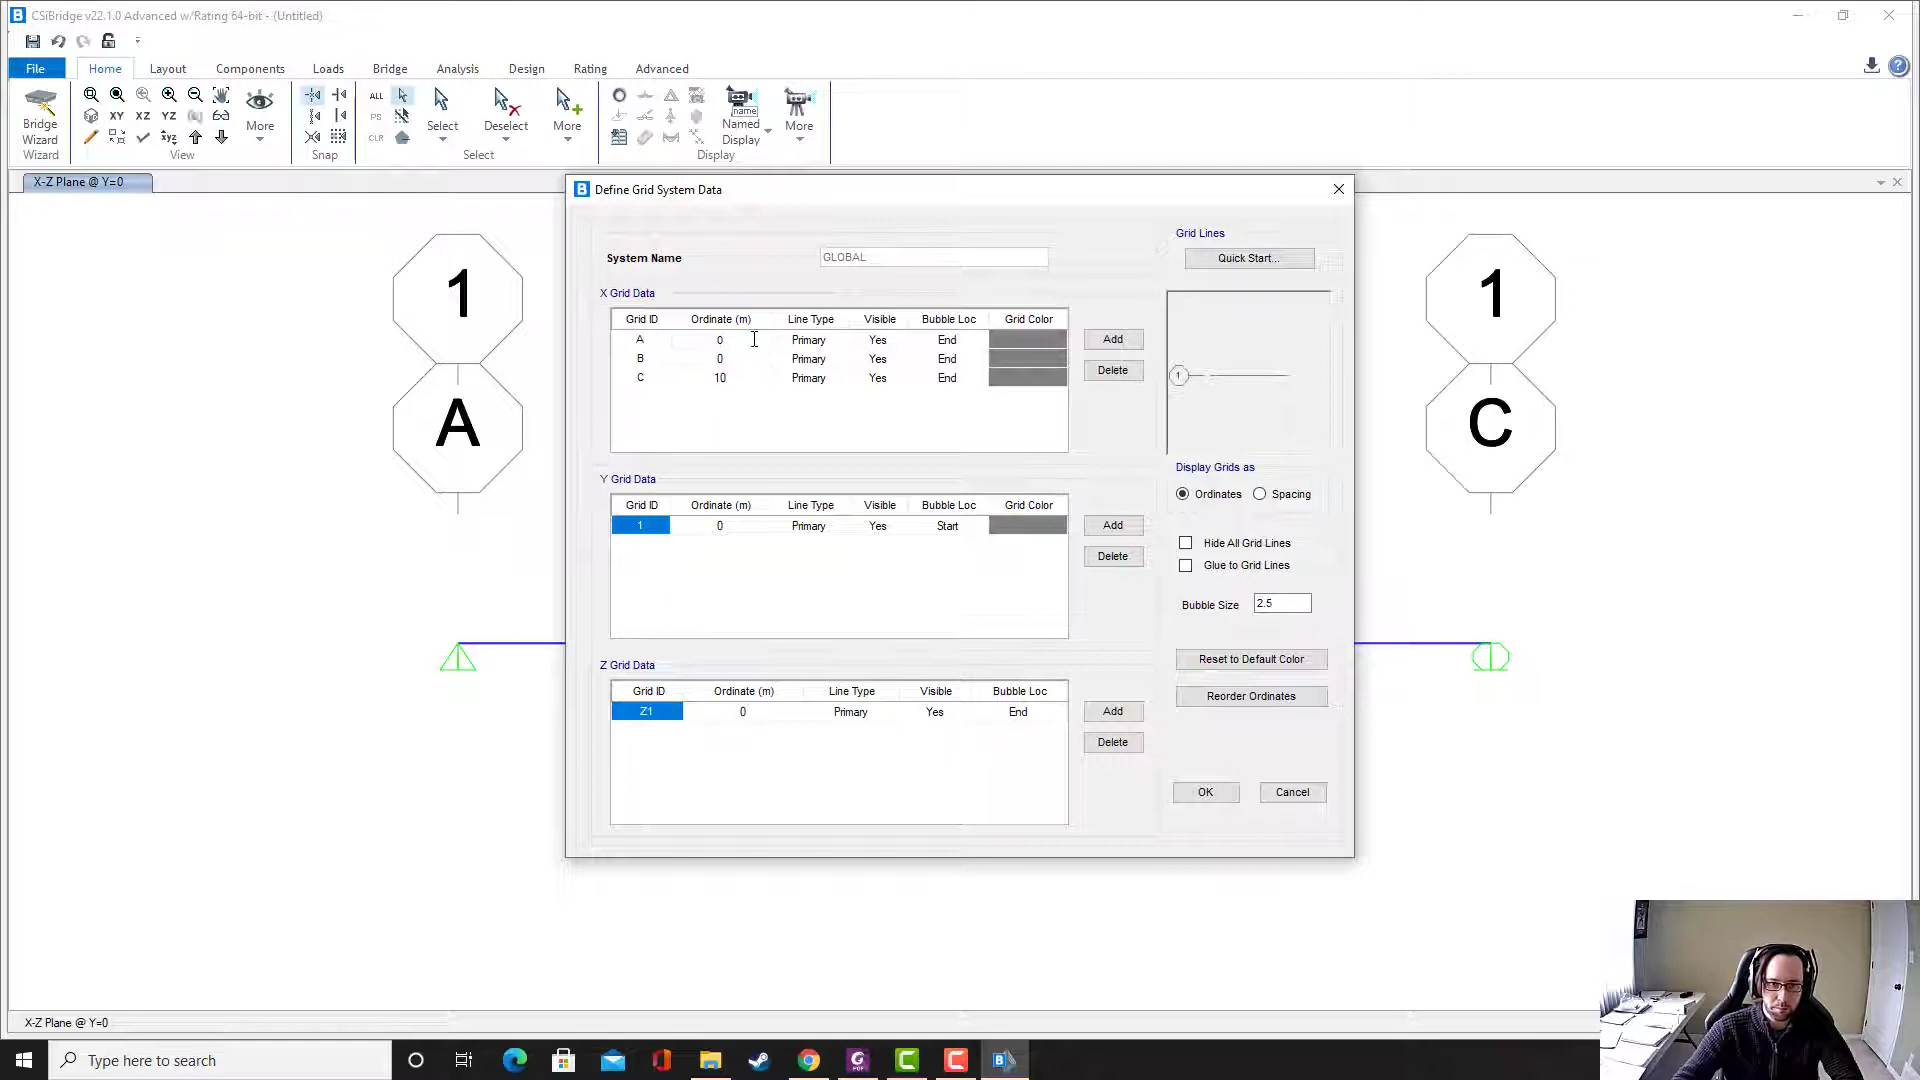 CSiBridge v22.1.0 Advanced w/Rating 64-bit - (Untitled)
File Home Layout Components Loads Bridge Analysis Design Rating Advanced
Bridge Wizard
XY XZ YZ
xyz
More
ALL
PS
CLR
Select
Deselect
More
name
Named Display
More
Wizard View Snap Select Display
X-Z Plane @ Y=0
1
A
1
C
Define Grid System Data
System Name GLOBAL
Grid Lines
Quick Start...
X Grid Data
Grid ID Ordinate (m) Line Type Visible Bubble Loc Grid Color
A 0 Primary Yes End
B 0 Primary Yes End
C 10 Primary Yes End
Add
Delete
1
Y Grid Data
Grid ID Ordinate (m) Line Type Visible Bubble Loc Grid Color
1 0 Primary Yes Start
Add
Delete
Display Grids as
Ordinates Spacing
Hide All Grid Lines
Glue to Grid Lines
Bubble Size 2.5
Z Grid Data
Grid ID Ordinate (m) Line Type Visible Bubble Loc
Z1 0 Primary Yes End
Add
Delete
Reset to Default Color
Reorder Ordinates
OK Cancel
X-Z Plane @ Y=0
Type here to search